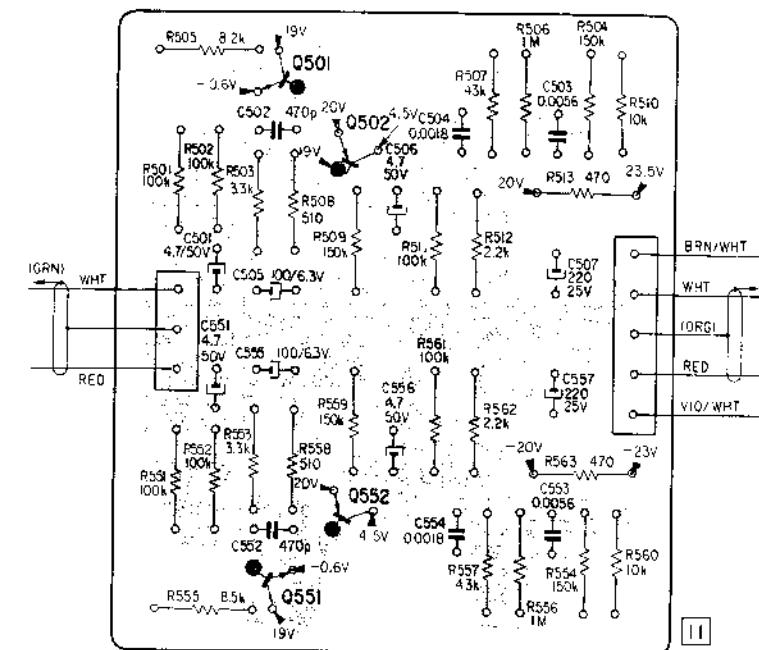 R505
8.2k
19V
Q501
-0.6V
C502
470p
20V
Q502
4.5V
19V
C506
4.7
50V
C504
0.0018
R507
43k
R506
1M
C503
0.0056
R504
150k
R510
10k
R501
100k
R502
100k
R503
3.3k
R508
510
20V
R513
470
23.5V
C501
4.7/50V
R509
150k
R511
100k
R512
2.2k
C507
220
25V
BRN/WHT
WHT
(ORG)
RED
VIO/WHT
(GRN)
WHT
RED
C505
100/6.3V
C551
4.7
50V
C555
100/6.3V
R561
100k
C557
220
25V
R559
150k
C556
4.7
50V
R562
2.2k
R551
100k
R552
100k
R553
3.3k
R558
510
-20V
R563
470
-23V
20V
Q552
4.5V
C552
470p
C554
0.0018
C553
0.0056
R557
43k
R556
1M
R554
150k
R560
10k
-0.6V
Q551
R555
8.5k
19V
11